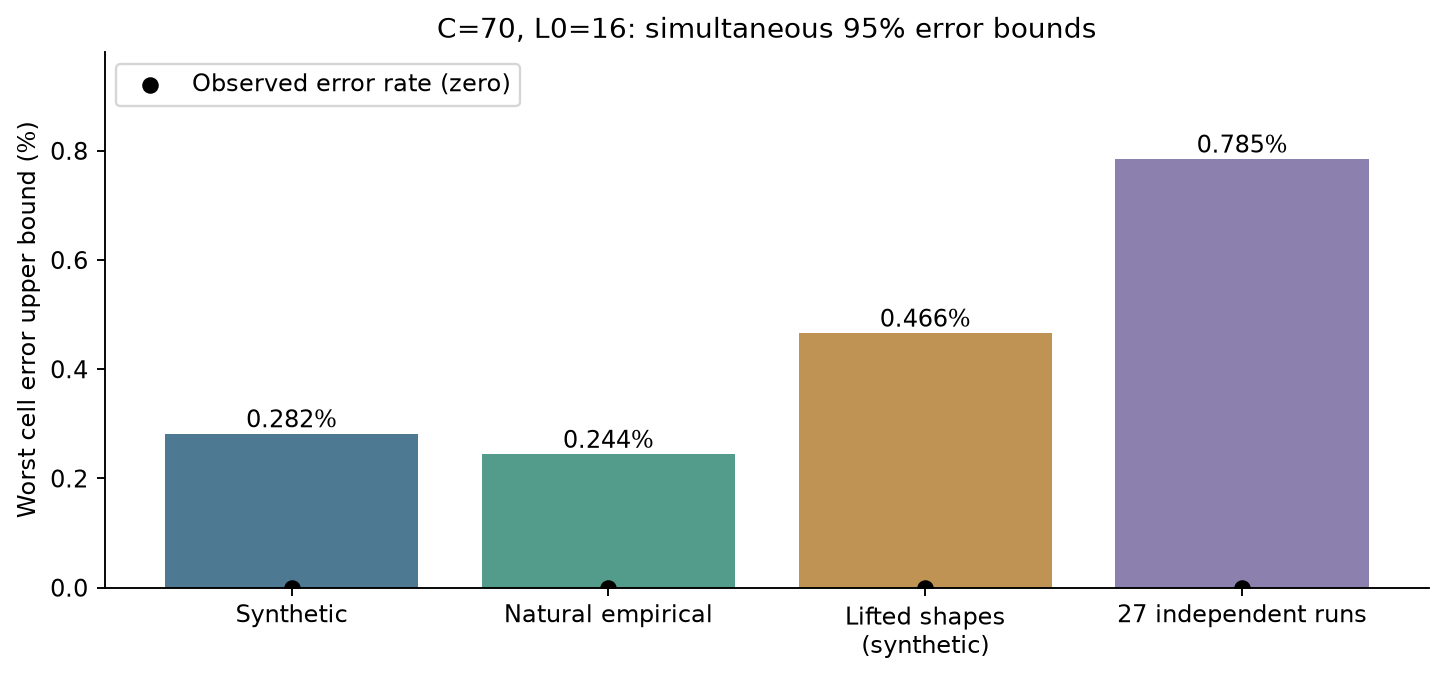 C=70, L0=16: simultaneous 95% error bounds
Observed error rate (zero)
Worst cell error upper bound (%)
0.8
0.6
0.4
0.2
0.0
0.282%
0.244%
0.466%
0.785%
Synthetic
Natural empirical
Lifted shapes
(synthetic)
27 independent runs